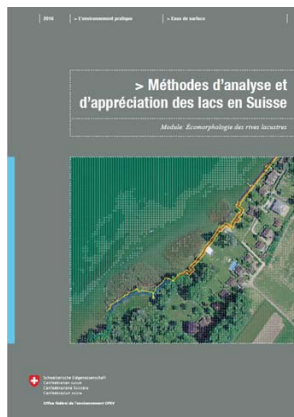 2016 > L'environnement pratique > Eaux de surface
> Méthodes d'analyse et
d'appréciation des lacs en Suisse
Module: Écomorphologie des rives lacustres
Schweizerische Eidgenossenschaft
Confédération suisse
Confederazione Svizzera
Confederaziun svizra
Office fédéral de l'environnement OFEV